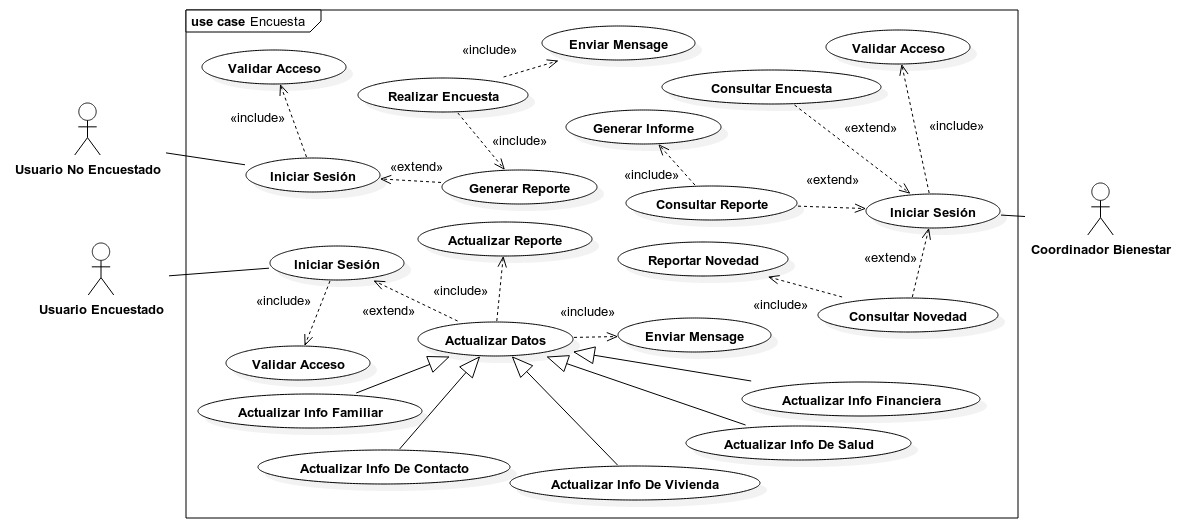 use case Encuesta
Enviar Mensage
Validar Acceso
«include»
Validar Acceso
Consultar Encuesta
Realizar Encuesta
«include»
«include»
Generar Informe
«extend»
«include»
Usuario No Encuestado
«extend»
«include»
«extend»
Iniciar Sesión
Generar Reporte
Consultar Reporte
Iniciar Sesión
Actualizar Reporte
Coordinador Bienestar
Iniciar Sesión
Reportar Novedad
«extend»
«include»
«include»
«include»
Usuario Encuestado
«extend»
«include»
Consultar Novedad
Actualizar Datos
Enviar Mensage
Validar Acceso
Actualizar Info Financiera
Actualizar Info Familiar
Actualizar Info De Salud
Actualizar Info De Contacto
Actualizar Info De Vivienda